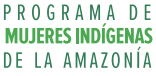 PROGRAMA DE
MUJERES INDÍGENAS
DE LA AMAZONÍA